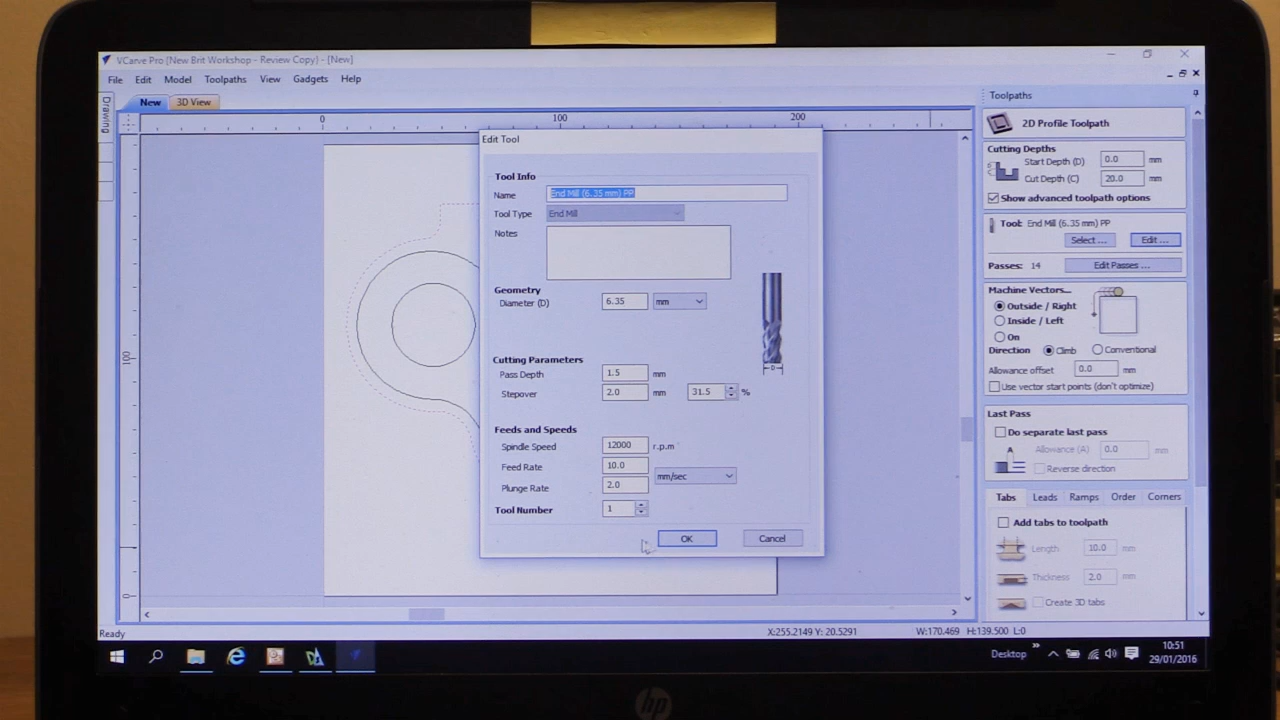 VCarve Pro [New Brit Workshop - Review Copy] - [New]
File Edit Model Toolpaths View Gadgets Help
Drawing
New 3D View
0 100 200
100
0
Edit Tool
Tool Info
Name End Mill (6.35 mm) PP
Tool Type End Mill
Notes
Geometry
Diameter (D) 6.35 mm
Cutting Parameters
Pass Depth 1.5 mm
Stepover 2.0 mm 31.5 %
Feeds and Speeds
Spindle Speed 12000 r.p.m
Feed Rate 10.0
mm/sec
Plunge Rate 2.0
Tool Number 1
OK Cancel
D
Toolpaths
2D Profile Toolpath
Cutting Depths
Start Depth (D) 0.0 mm
Cut Depth (C) 20.0 mm
Show advanced toolpath options
Tool: End Mill (6.35 mm) PP
Select ... Edit ...
Passes: 14 Edit Passes ...
Machine Vectors...
Outside / Right
Inside / Left
On
Direction Climb Conventional
Allowance offset 0.0 mm
Use vector start points (don't optimize)
Last Pass
Do separate last pass
A Allowance (A) 0.0 mm
Reverse direction
Tabs Leads Ramps Order Corners
Add tabs to toolpath
Length 10.0 mm
Thickness 2.0 mm
Create 3D tabs
Ready X:255.2149 Y: 20.5291 W:170.469 H:139.500 L:0
Desktop » 10:51
29/01/2016
hp